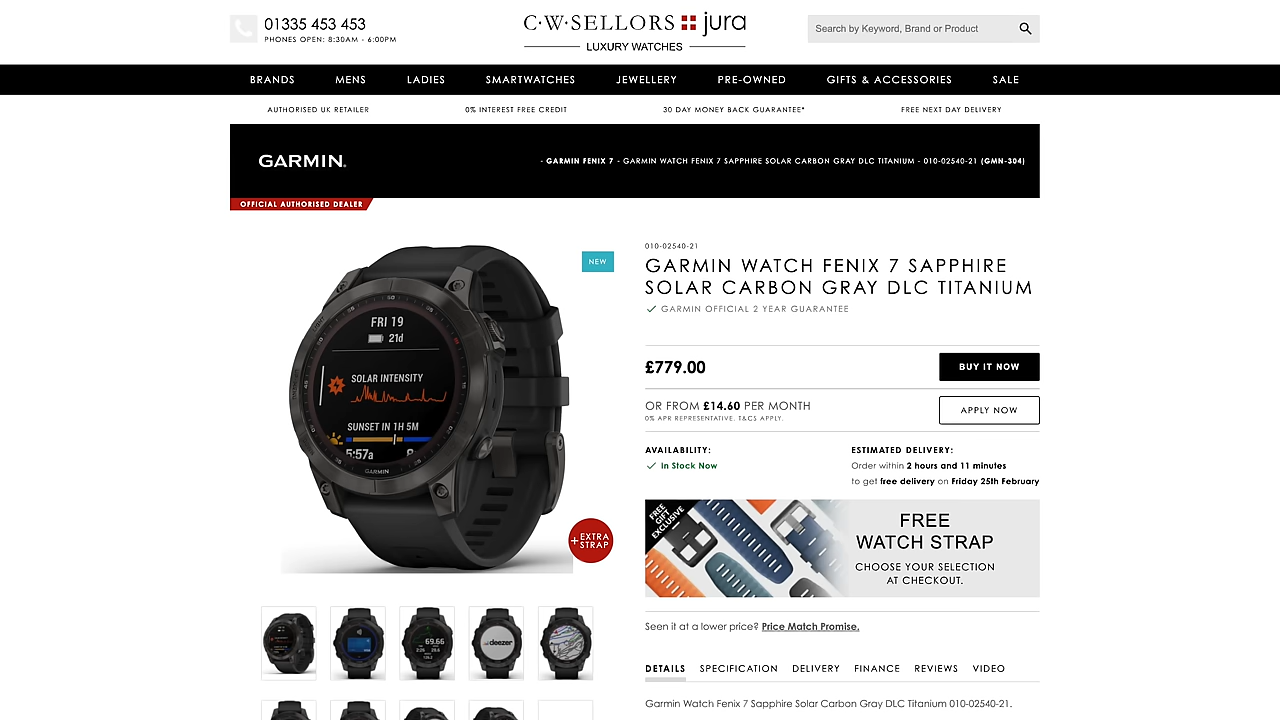 01335 453 453
PHONES OPEN: 8:30AM - 6:00PM
C·W·SELLORS jura
LUXURY WATCHES
Search by Keyword, Brand or Product
BRANDS MENS LADIES SMARTWATCHES JEWELLERY PRE-OWNED GIFTS & ACCESSORIES SALE
AUTHORISED UK RETAILER 0% INTEREST FREE CREDIT 30 DAY MONEY BACK GUARANTEE* FREE NEXT DAY DELIVERY
GARMIN. - GARMIN FENIX 7 - GARMIN WATCH FENIX 7 SAPPHIRE SOLAR CARBON GRAY DLC TITANIUM - 010-02540-21 (GMN-304)
OFFICIAL AUTHORISED DEALER
NEW
FRI 19
21d
SOLAR INTENSITY
SUNSET IN 1H 5M
5:57a
GARMIN
+EXTRA
STRAP
69.66
deezer
010-02540-21
GARMIN WATCH FENIX 7 SAPPHIRE
SOLAR CARBON GRAY DLC TITANIUM
GARMIN OFFICIAL 2 YEAR GUARANTEE
£779.00 BUY IT NOW
OR FROM £14.60 PER MONTH APPLY NOW
0% APR REPRESENTATIVE. T&CS APPLY.
AVAILABILITY:
In Stock Now
ESTIMATED DELIVERY:
Order within 2 hours and 11 minutes
to get free delivery on Friday 25th February
FREE
GIFT
EXCLUSIVE
FREE
WATCH STRAP
CHOOSE YOUR SELECTION
AT CHECKOUT.
Seen it at a lower price? Price Match Promise.
DETAILS SPECIFICATION DELIVERY FINANCE REVIEWS VIDEO
Garmin Watch Fenix 7 Sapphire Solar Carbon Gray DLC Titanium 010-02540-21.